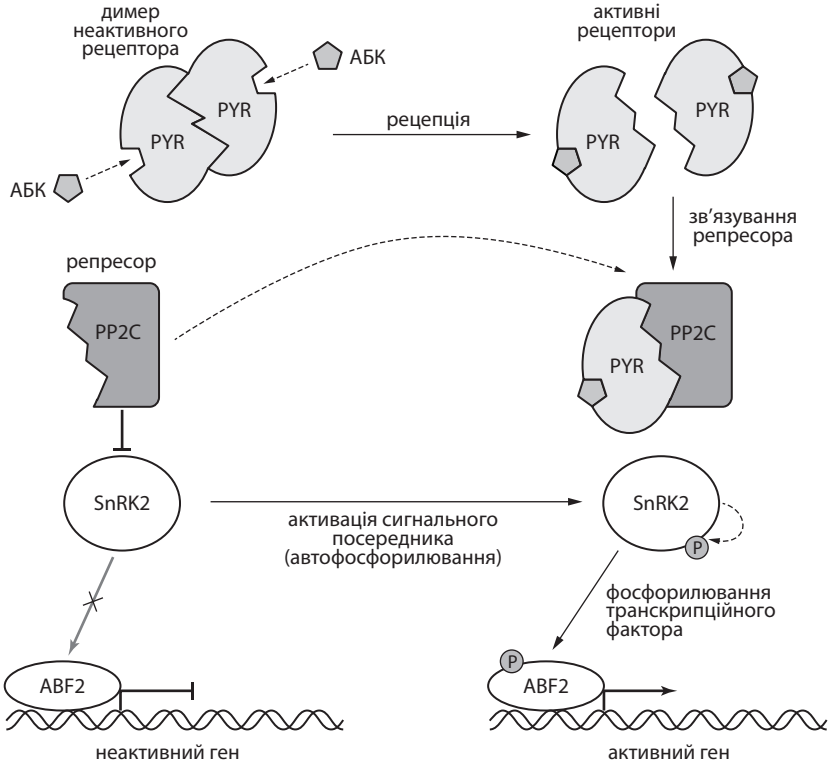 димер
неактивного
рецептора
АБК
PYR
PYR
АБК
рецепція
активні
рецептори
PYR
PYR
зв'язування
репресора
репресор
PP2C
PP2C
PYR
SnRK2
активація сигнального
посередника
(автофосфорилювання)
SnRK2
P
фосфорилювання
транскрипційного
фактора
ABF2
P
ABF2
неактивний ген
активний ген